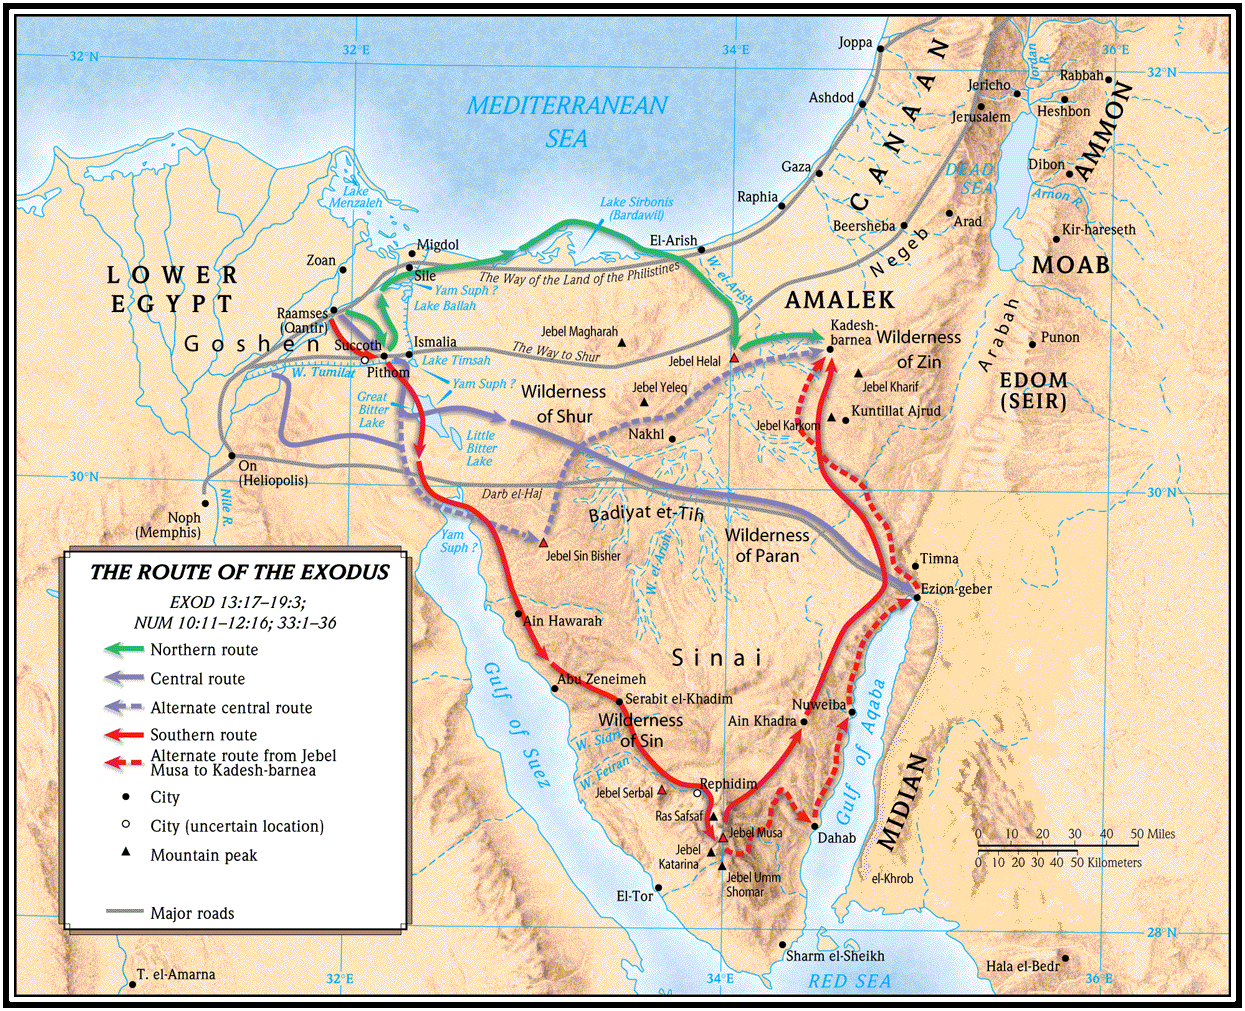 32°N
32°E
34°E
36°E
32°N
MEDITERRANEAN
SEA
Joppa
Ashdod
Gaza
Raphia
El-Arish
CANAAN
Jericho
Jerusalem
Jordan
R.
Rabbah
Heshbon
AMMON
Dibon
DEAD
SEA
Arnon R.
Kir-hareseth
MOAB
Arad
Beersheba
Negeb
Lake
Menzaleh
Lake Sirbonis
(Bardawil)
Migdol
Zoan
Sile
LOWER
EGYPT
Yam Suph ?
Lake Ballah
The Way of the Land of the Philistines
W. el-Arish
Raamses
(Qantir)
Goshen
Succoth
Ismalia
Lake Timsah
Pithom
W. Tumilat
Yam Suph ?
Great
Bitter
Lake
Little
Bitter
Lake
Jebel Magharah
The Way to Shur
Wilderness
of Shur
Jebel Yeleq
Nakhl
Jebel Helal
AMALEK
Kadesh-
barnea
Wilderness
of Zin
Jebel Kharif
Kuntillat Ajrud
Jebel Karkom
Arabah
Punon
EDOM
(SEIR)
On
(Heliopolis)
30°N
Nile R.
Noph
(Memphis)
Darb el-Haj
Badiyat et-Tih
Wilderness
of Paran
W. el-Arish
30°N
Yam
Suph ?
Jebel Sin Bisher
Timna
Ezion-geber
Ain Hawarah
Sinai
Abu Zeneimeh
Serabit el-Khadim
Wilderness
of Sin
W. Sidri
W. Feiran
Gulf of Suez
Nuweiba
Ain Khadra
Gulf of Aqaba
Rephidim
Jebel Serbal
Ras Safsaf
Jebel Musa
Jebel
Katarina
Jebel Umm
Shomar
Dahab
MIDIAN
el-Khrob
El-Tor
Sharm el-Sheikh
RED SEA
28°N
Hala el-Bedr
36°E
34°E
32°E
T. el-Amarna
0 10 20 30 40 50 Miles
0 10 20 30 40 50 Kilometers
THE ROUTE OF THE EXODUS
EXOD 13:17–19:3;
NUM 10:11–12:16; 33:1–36
Northern route
Central route
Alternate central route
Southern route
Alternate route from Jebel
Musa to Kadesh-barnea
City
City (uncertain location)
Mountain peak
Major roads